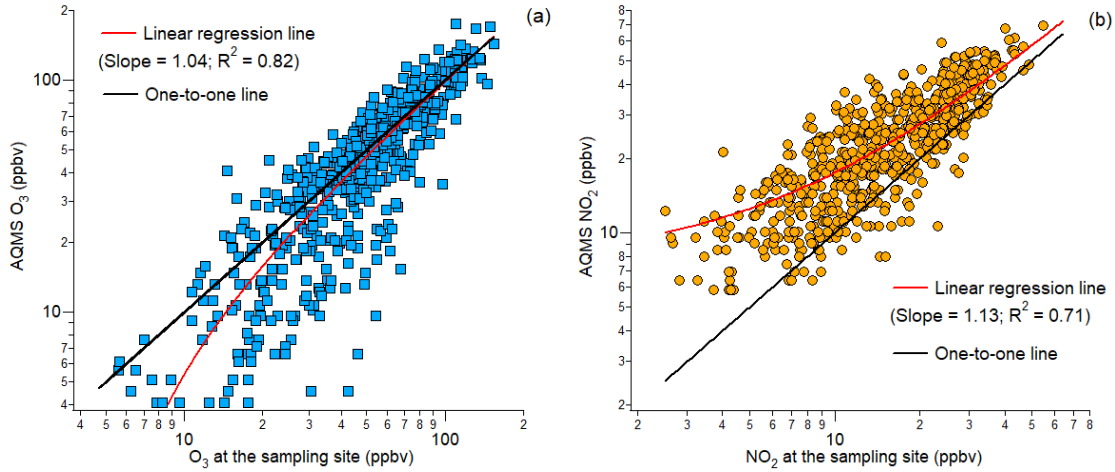 (a)
Linear regression line
(Slope = 1.04; R² = 0.82)
One-to-one line
AQMS O₃ (ppbv)
100
8
7
6
5
4
3
2
10
8
7
6
5
4
4 5 6 7 8 9 10 2 3 4 5 6 7 8 9 100
O₃ at the sampling site (ppbv)
(b)
AQMS NO₂ (ppbv)
8
7
6
5
4
3
2
10
9
8
7
6
5
4
3
2
Linear regression line
(Slope = 1.13; R² = 0.71)
One-to-one line
2 3 4 5 6 7 8 9 10 2 3 4 5 6 7 8
NO₂ at the sampling site (ppbv)